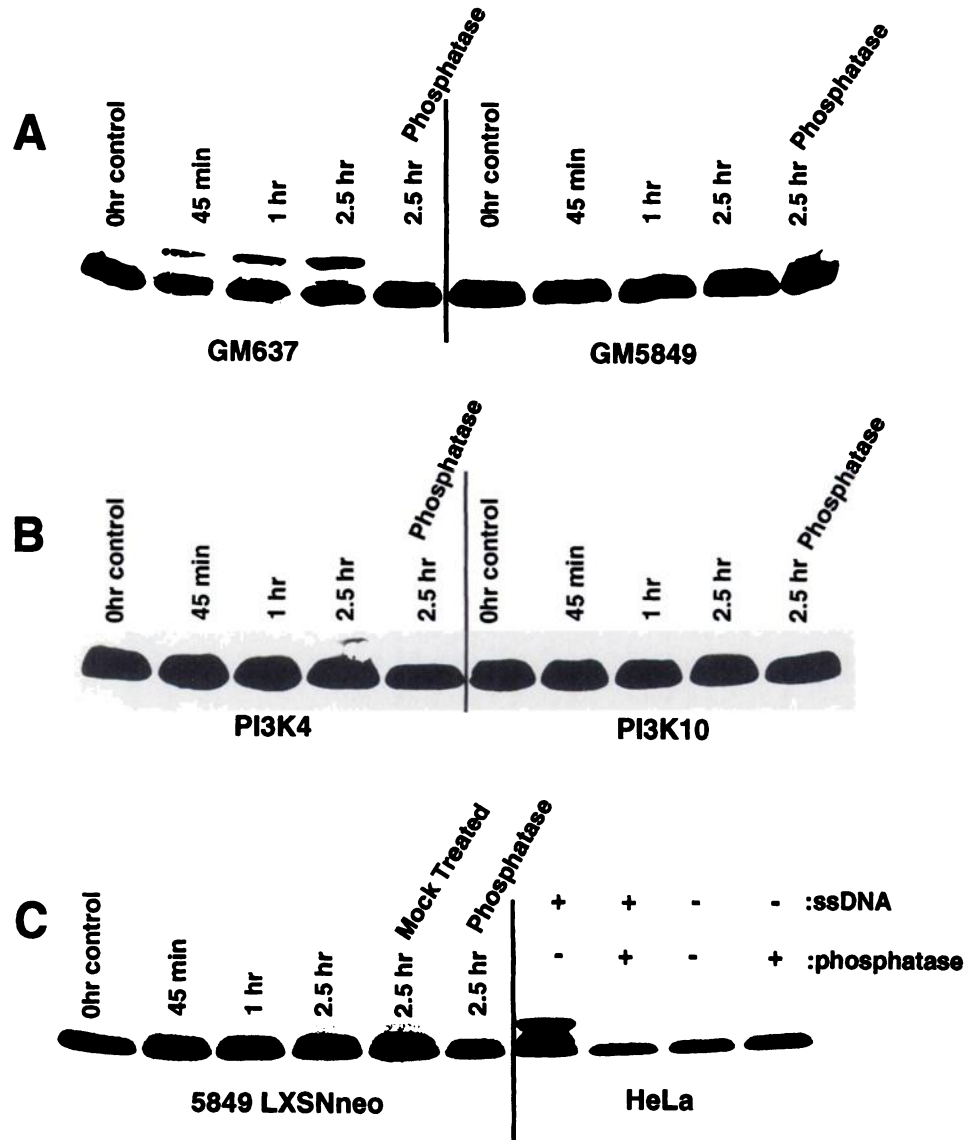 A
0hr control
45 min
1 hr
2.5 hr
2.5 hr Phosphatase
0hr control
45 min
1 hr
2.5 hr
2.5 hr Phosphatase
GM637
GM5849
B
0hr control
45 min
1 hr
2.5 hr
2.5 hr Phosphatase
0hr control
45 min
1 hr
2.5 hr
2.5 hr Phosphatase
PI3K4
PI3K10
C
0hr control
45 min
1 hr
2.5 hr
2.5 hr Mock Treated
2.5 hr Phosphatase
+ + - - :ssDNA
- + - + :phosphatase
5849 LXSNneo
HeLa